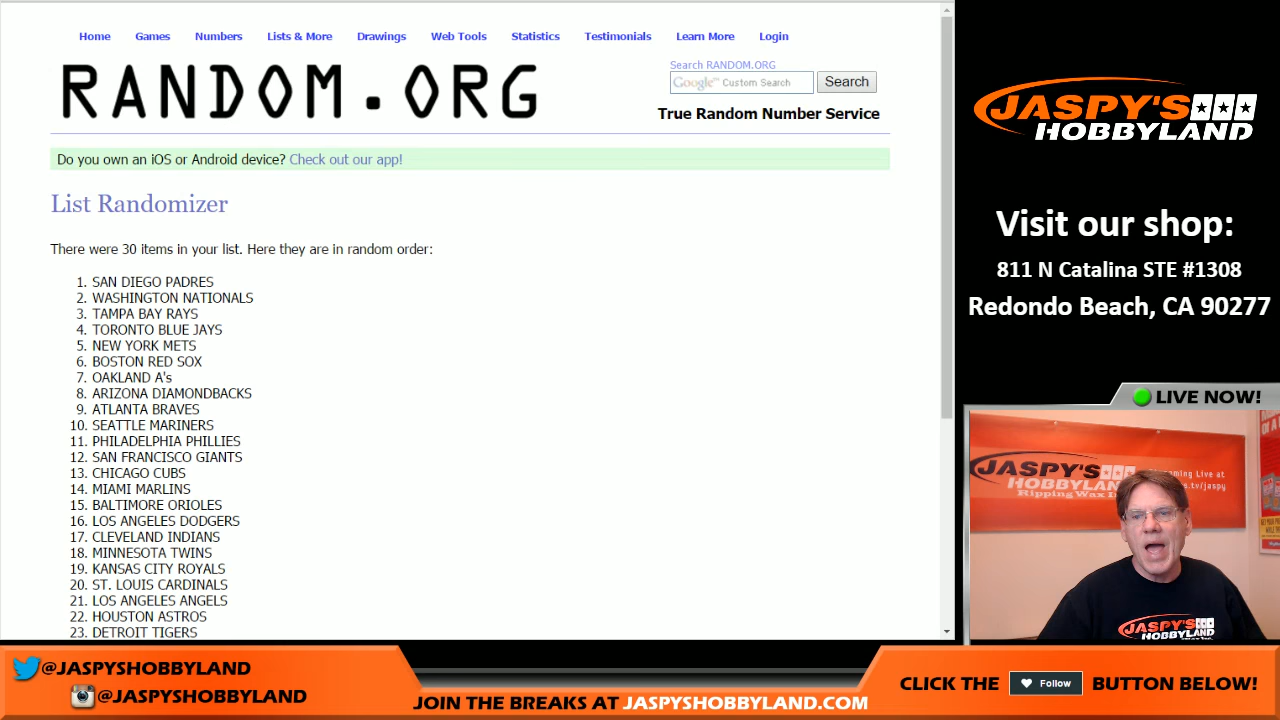 Home Games Numbers Lists & More Drawings Web Tools Statistics Testimonials Learn More Login
RANDOM.ORG
Search RANDOM.ORG
Google™ Custom Search Search
True Random Number Service
Do you own an iOS or Android device? Check out our app!
List Randomizer
There were 30 items in your list. Here they are in random order:
1. SAN DIEGO PADRES
2. WASHINGTON NATIONALS
3. TAMPA BAY RAYS
4. TORONTO BLUE JAYS
5. NEW YORK METS
6. BOSTON RED SOX
7. OAKLAND A's
8. ARIZONA DIAMONDBACKS
9. ATLANTA BRAVES
10. SEATTLE MARINERS
11. PHILADELPHIA PHILLIES
12. SAN FRANCISCO GIANTS
13. CHICAGO CUBS
14. MIAMI MARLINS
15. BALTIMORE ORIOLES
16. LOS ANGELES DODGERS
17. CLEVELAND INDIANS
18. MINNESOTA TWINS
19. KANSAS CITY ROYALS
20. ST. LOUIS CARDINALS
21. LOS ANGELES ANGELS
22. HOUSTON ASTROS
23. DETROIT TIGERS
JASPY'S
HOBBYLAND
Visit our shop:
811 N Catalina STE #1308
Redondo Beach, CA 90277
LIVE NOW!
JASPY'S
HOBBYLAND
Ripping Wax
Live at
tv/jaspy
JASPY'S
HOBBYLAND
@JASPYSHOBBYLAND
@JASPYSHOBBYLAND
JOIN THE BREAKS AT JASPYSHOBBYLAND.COM
CLICK THE Follow BUTTON BELOW!